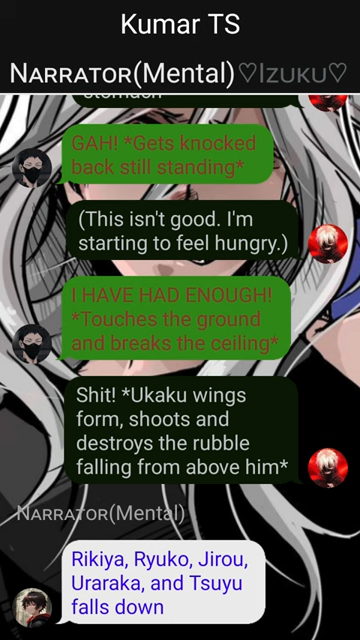 Kumar TS
Narrator(Mental)♡Izuku♡
GAH! *Gets knocked
back still standing*
(This isn't good. I'm
starting to feel hungry.)
I HAVE HAD ENOUGH!
*Touches the ground
and breaks the ceiling*
Shit! *Ukaku wings
form, shoots and
destroys the rubble
falling from above him*
Narrator(Mental)
Rikiya, Ryuko, Jirou,
Uraraka, and Tsuyu
falls down